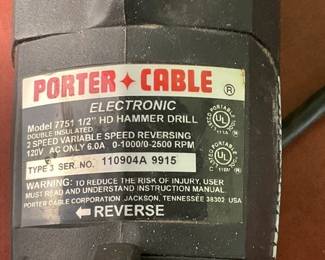 PORTER+CABLE ®
ELECTRONIC
Model 7751 1/2" HD HAMMER DRILL
DOUBLE INSULATED
2 SPEED VARIABLE SPEED REVERSING
120V AC ONLY 6.0A 0-1000/0-2500 RPM
TYPE 3 SER. NO. 110904A 9915
WARNING: TO REDUCE THE RISK OF INJURY, USER
MUST READ AND UNDERSTAND INSTRUCTION MANUAL
PORTER CABLE CORPORATION JACKSON, TENNESSEE 38302 USA
REVERSE